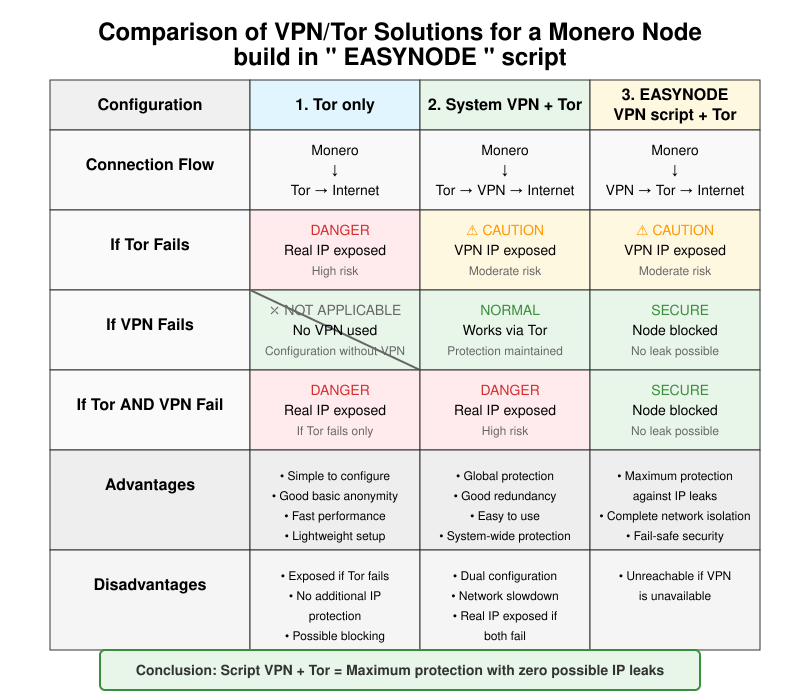 Comparison of VPN/Tor Solutions for a Monero Node
build in " EASYNODE " script
Configuration
1. Tor only
2. System VPN + Tor
3. EASYNODE
VPN script + Tor
Connection Flow
Monero
↓
Tor → Internet
Monero
↓
Tor → VPN → Internet
Monero
↓
VPN → Tor → Internet
If Tor Fails
DANGER
Real IP exposed
High risk
⚠ CAUTION
VPN IP exposed
Moderate risk
⚠ CAUTION
VPN IP exposed
Moderate risk
If VPN Fails
✕ NOT APPLICABLE
No VPN used
Configuration without VPN
NORMAL
Works via Tor
Protection maintained
SECURE
Node blocked
No leak possible
If Tor AND VPN Fail
DANGER
Real IP exposed
If Tor fails only
DANGER
Real IP exposed
High risk
SECURE
Node blocked
No leak possible
Advantages
• Simple to configure
• Good basic anonymity
• Fast performance
• Lightweight setup
• Global protection
• Good redundancy
• Easy to use
• System-wide protection
• Maximum protection
against IP leaks
• Complete network isolation
• Fail-safe security
Disadvantages
• Exposed if Tor fails
• No additional IP
protection
• Possible blocking
• Dual configuration
• Network slowdown
• Real IP exposed if
both fail
• Unreachable if VPN
is unavailable
Conclusion: Script VPN + Tor = Maximum protection with zero possible IP leaks